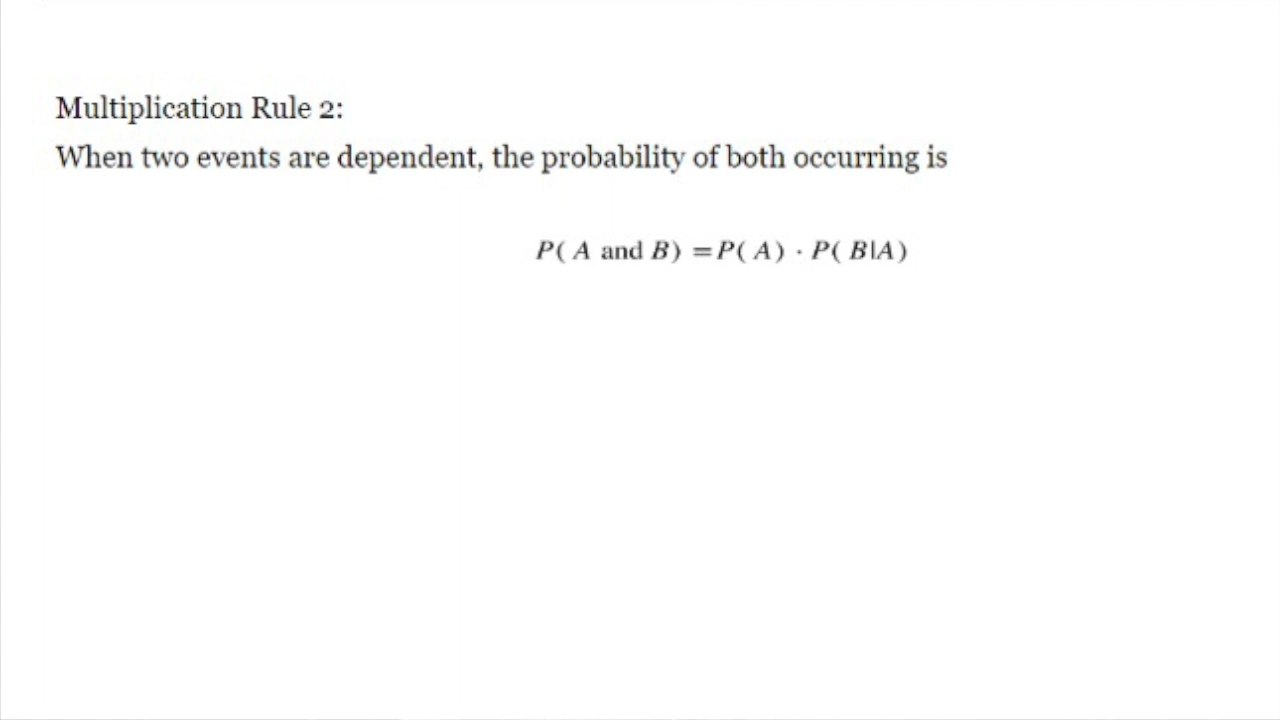 Multiplication Rule 2:
When two events are dependent, the probability of both occurring is
P( A and B) =P( A) · P( B|A)